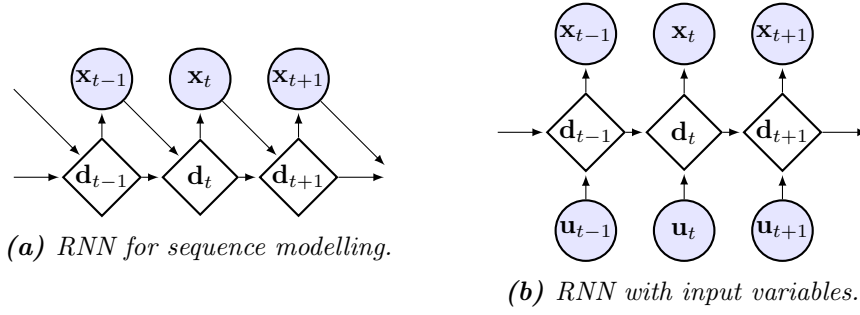 x_{t−1} x_t x_{t+1}
d_{t−1} d_t d_{t+1}
(a) RNN for sequence modelling.
x_{t−1} x_t x_{t+1}
d_{t−1} d_t d_{t+1}
u_{t−1} u_t u_{t+1}
(b) RNN with input variables.